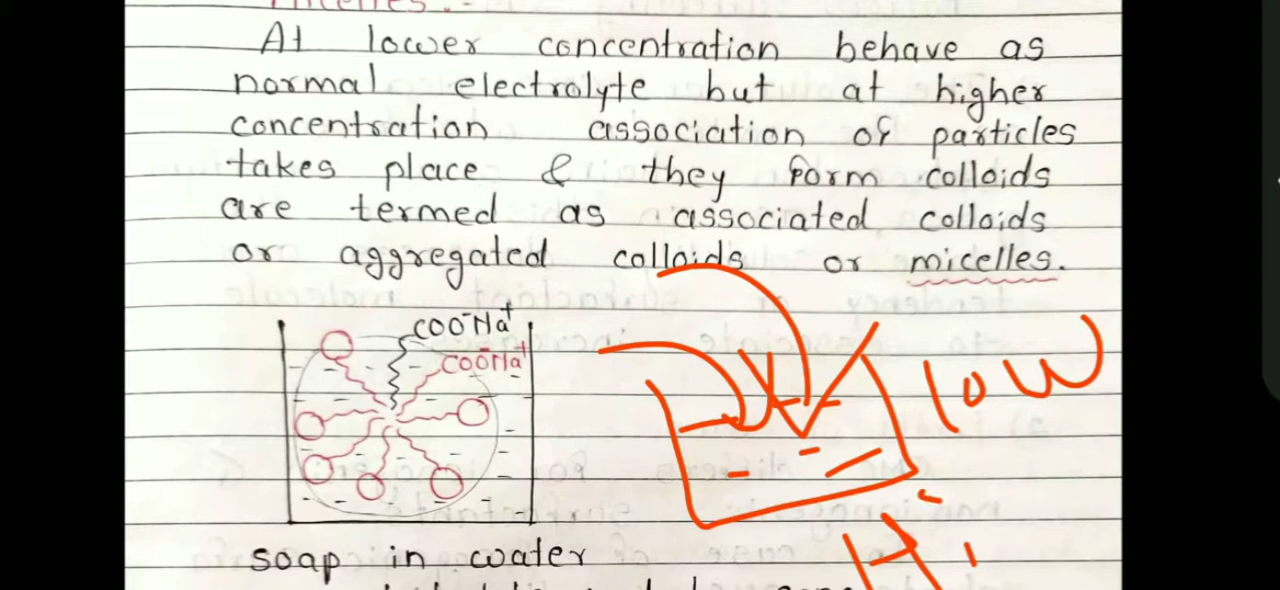 At lower concentration behave as
normal electrolyte but at higher
concentration association of particles
takes place & they form colloids
are termed as associated colloids
or aggregated colloids or micelles.
COO⁻Na⁺
COO⁻Na⁺
low
Hi
soap in water